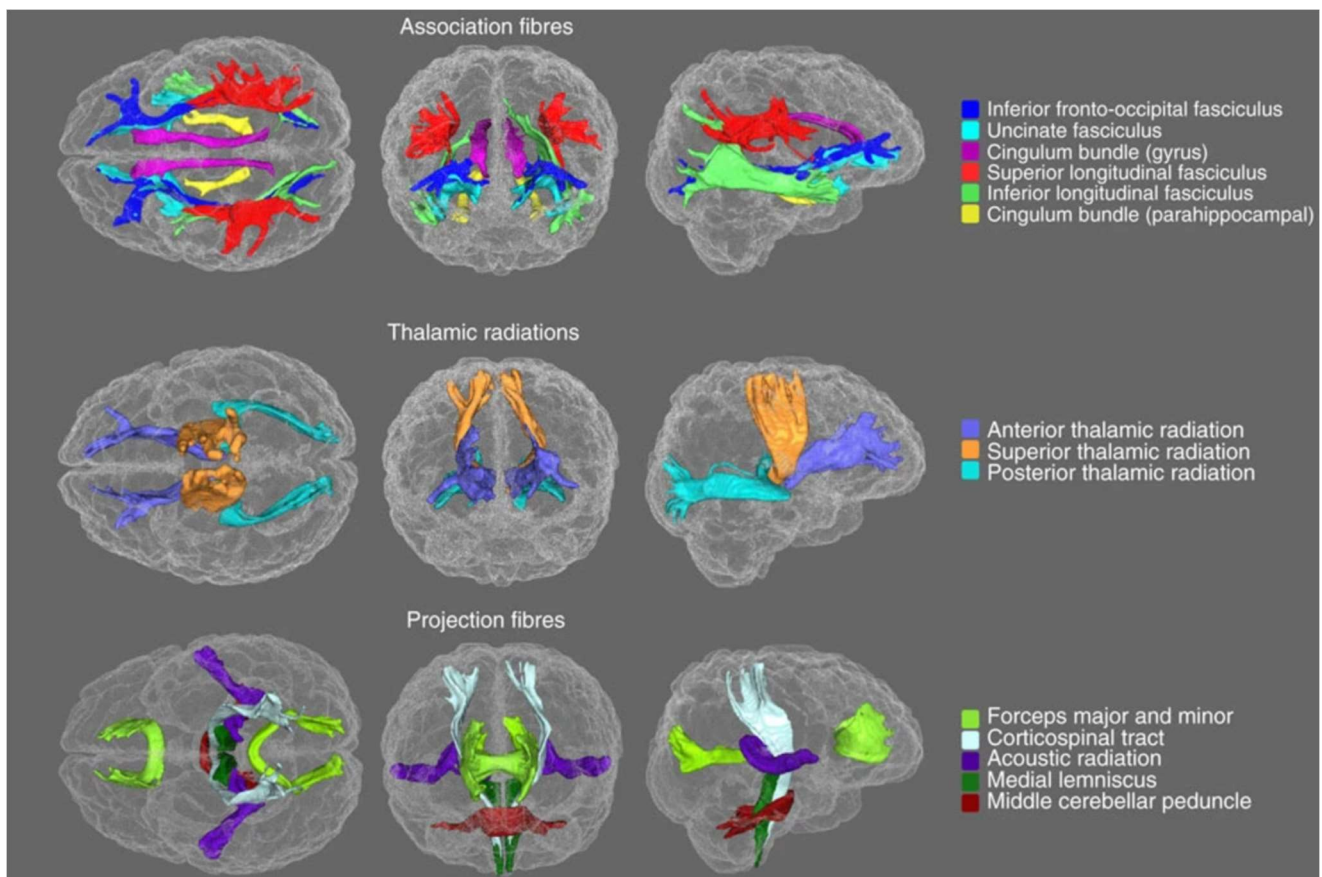 Association fibres
Inferior fronto-occipital fasciculus
Uncinate fasciculus
Cingulum bundle (gyrus)
Superior longitudinal fasciculus
Inferior longitudinal fasciculus
Cingulum bundle (parahippocampal)
Thalamic radiations
Anterior thalamic radiation
Superior thalamic radiation
Posterior thalamic radiation
Projection fibres
Forceps major and minor
Corticospinal tract
Acoustic radiation
Medial lemniscus
Middle cerebellar peduncle